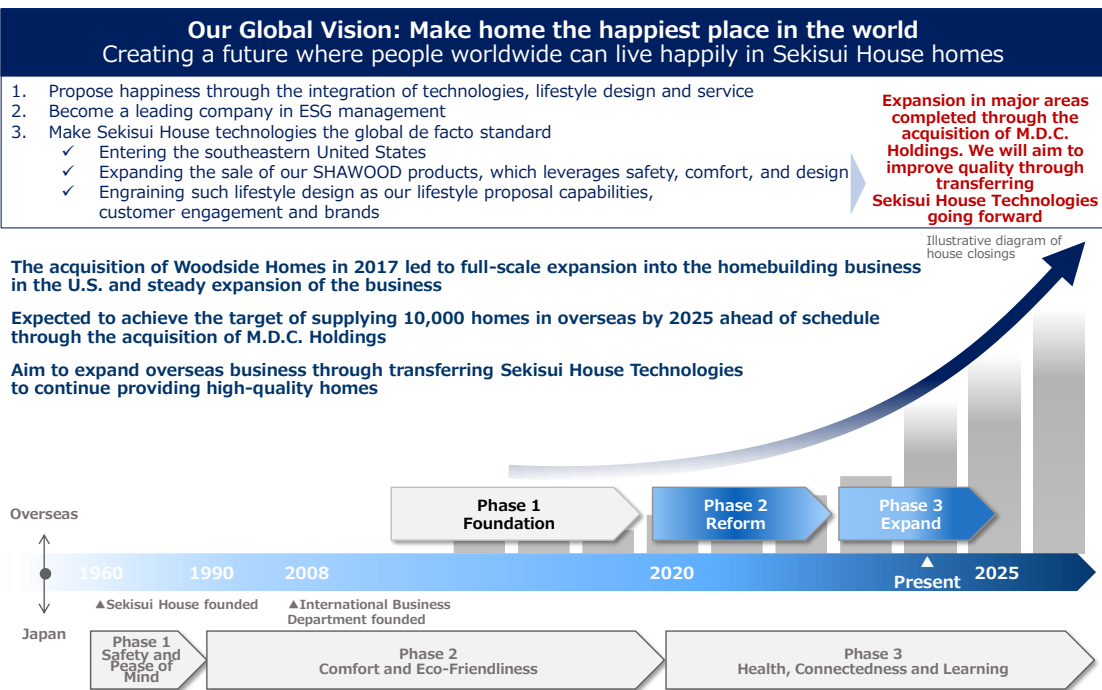 Our Global Vision: Make home the happiest place in the world
Creating a future where people worldwide can live happily in Sekisui House homes
1. Propose happiness through the integration of technologies, lifestyle design and service
2. Become a leading company in ESG management
3. Make Sekisui House technologies the global de facto standard
✓ Entering the southeastern United States
✓ Expanding the sale of our SHAWOOD products, which leverages safety, comfort, and design
✓ Engraining such lifestyle design as our lifestyle proposal capabilities,
customer engagement and brands
Expansion in major areas
completed through the
acquisition of M.D.C.
Holdings. We will aim to
improve quality through
transferring
Sekisui House Technologies
going forward
Illustrative diagram of
house closings
The acquisition of Woodside Homes in 2017 led to full-scale expansion into the homebuilding business
in the U.S. and steady expansion of the business
Expected to achieve the target of supplying 10,000 homes in overseas by 2025 ahead of schedule
through the acquisition of M.D.C. Holdings
Aim to expand overseas business through transferring Sekisui House Technologies
to continue providing high-quality homes
Phase 1
Foundation
Phase 2
Reform
Phase 3
Expand
Overseas
1960
1990
2008
2020
▲
Present
2025
▲Sekisui House founded
▲International Business
Department founded
Japan
Phase 1
Safety and
Pease of
Mind
Phase 2
Comfort and Eco-Friendliness
Phase 3
Health, Connectedness and Learning